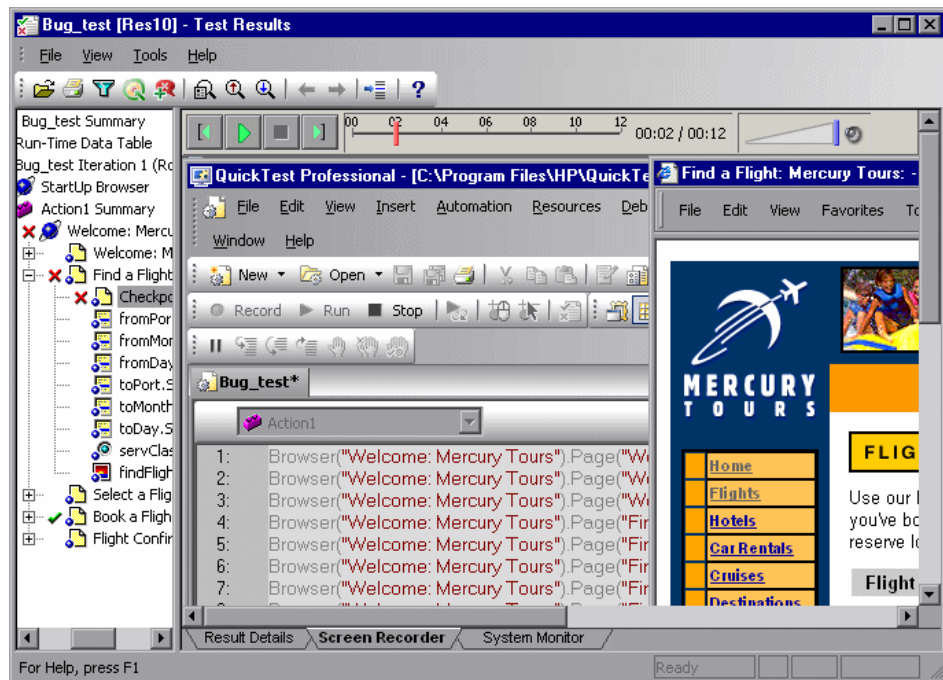 Bug_test [Res10] - Test Results
File View Tools Help
Bug_test Summary
Run-Time Data Table
Bug_test Iteration 1 (Ro
StartUp Browser
Action1 Summary
Welcome: Mercu
Welcome: M
Find a Flight
Checkpo
fromPor
fromMon
fromDay
toPort.S
toMonth
toDay.S
servClas
findFligh
Select a Flig
Book a Fligh
Flight Confir
00 02 04 06 08 10 12
00:02 / 00:12
QuickTest Professional - [C:\Program Files\HP\QuickTe
File Edit View Insert Automation Resources Deb
Window Help
New Open
Record Run Stop
Bug_test*
Action1
1: Browser("Welcome: Mercury Tours").Page("We
2: Browser("Welcome: Mercury Tours").Page("We
3: Browser("Welcome: Mercury Tours").Page("We
4: Browser("Welcome: Mercury Tours").Page("Fin
5: Browser("Welcome: Mercury Tours").Page("Fin
6: Browser("Welcome: Mercury Tours").Page("Fin
7: Browser("Welcome: Mercury Tours").Page("Fin
Find a Flight: Mercury Tours: -
File Edit View Favorites To
MERCURY
TOURS
Home
Flights
Hotels
Car Rentals
Cruises
Destinations
FLIG
Use our
you've bo
reserve lo
Flight
Result Details Screen Recorder System Monitor
For Help, press F1
Ready